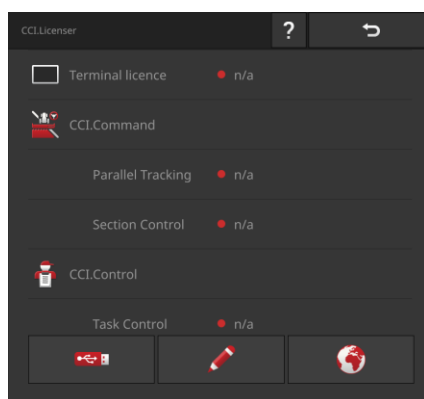 CCI.Licenser ?
Terminal licence n/a
CCI.Command
Parallel Tracking n/a
Section Control n/a
CCI.Control
Task Control n/a